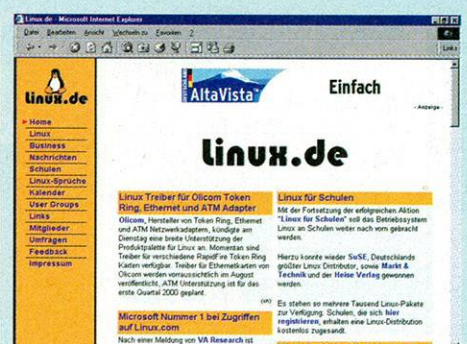 Linux.de - Microsoft Internet Explorer
Datei Bearbeiten Ansicht Wechseln zu Favoriten ?
Links
Linux.de
Home
Linux
Business
Nachrichten
Schulen
Linux-Sprüche
Kalender
User Groups
Links
Mitglieder
Umfragen
Feedback
Impressum
AltaVista
Einfach
- Anzeige -
Linux.de
Linux Treiber für Olicom Token
Ring, Ethernet und ATM Adapter
Olicom, Hersteller von Token Ring, Ethernet
und ATM Netzwerkadaptern, kündigte am
Dienstag eine breite Unterstützung der
Produktpalette für Linux an. Momentan sind
Treiber für verschiedene RapidFire Token Ring
Karten verfügbar. Treiber für Ethernetkarten von
Olicom werden vorraussichtlich im August
veröffentlicht, ATM Unterstützung ist für das
erste Quartal 2000 geplant.
Microsoft Nummer 1 bei Zugriffen
auf Linux.com
Nach einer Meldung von VA Research ist
Linux für Schulen
Mit der Fortsetzung der erfolgreichen Aktion
"Linux für Schulen" soll das Betriebssystem
Linux an Schulen weiter nach vorn gebracht
werden.
Hierzu konnte wieder SuSE, Deutschlands
größter Linux Distributor, sowie Markt &
Technik und der Heise Verlag gewonnen
werden.
Es stehen so mehrere Tausend Linux-Pakete
zur Verfügung. Schulen, die sich hier
registrieren, erhalten eine Linux-Distribution
kostenlos zugesandt.